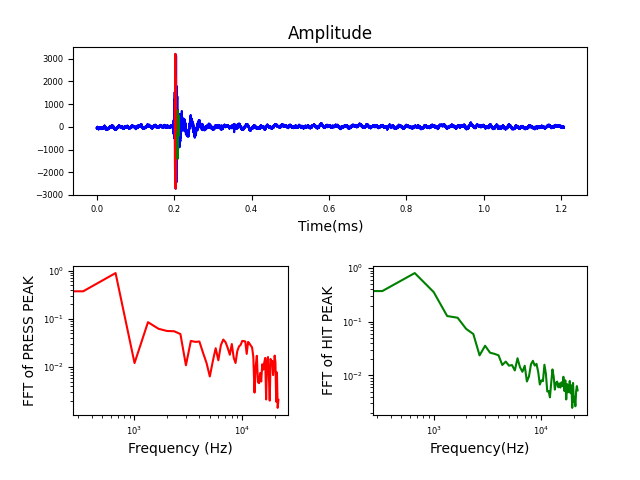 Amplitude
3000
2000
1000
0
−1000
−2000
−3000
0.0 0.2 0.4 0.6 0.8 1.0 1.2
Time(ms)
FFT of PRESS PEAK
10⁰
10⁻¹
10⁻²
10³ 10⁴
Frequency (Hz)
FFT of HIT PEAK
10⁰
10⁻¹
10⁻²
10³ 10⁴
Frequency(Hz)